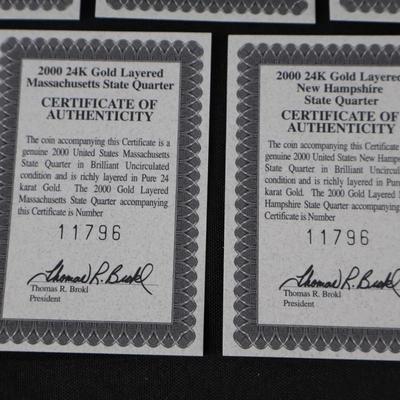 2000 24K Gold Layered
Massachusetts State Quarter
CERTIFICATE OF
AUTHENTICITY
The coin accompanying this Certificate is a
genuine 2000 United States Massachusetts
State Quarter in Brilliant Uncirculated
condition and is richly layered in Pure 24
karat Gold. The 2000 Gold Layered
Massachusetts State Quarter accompanying
this Certificate is Number
11796
Thomas R. Brokl
Thomas R. Brokl
President
2000 24K Gold Layered
New Hampshire
State Quarter
CERTIFICATE OF
AUTHENTICITY
The coin accompanying this Certificate
genuine 2000 United States New
State Quarter in Brilliant
condition and is richly layered in Pure
karat Gold. The 2000 Gold Layered
Hampshire State Quarter accompanying
Certificate is Number
11796
Thomas R. Brokl
Thomas R. Brokl
President